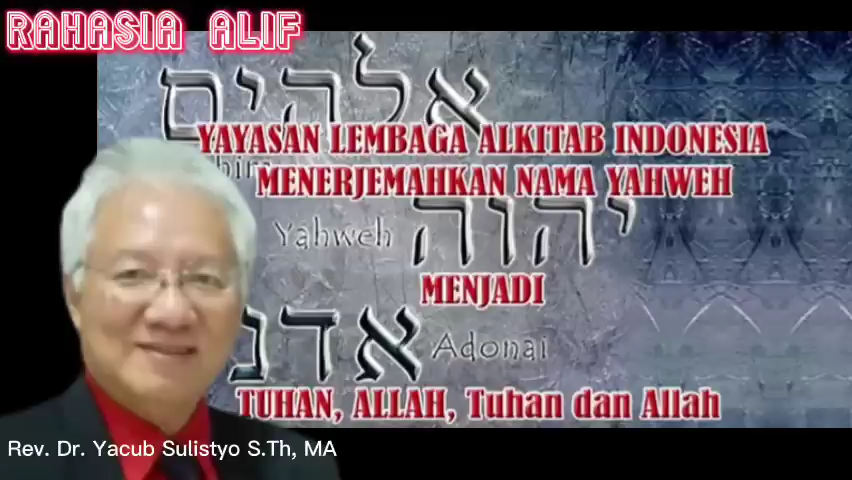 RAHASIA ALIF
אלהים
YAYASAN LEMBAGA ALKITAB INDONESIA
MENERJEMAHKAN NAMA YAHWEH
Yahweh יהוה
MENJADI
אדנ Adonai
TUHAN, ALLAH, Tuhan dan Allah
Rev. Dr. Yacub Sulistyo S.Th, MA